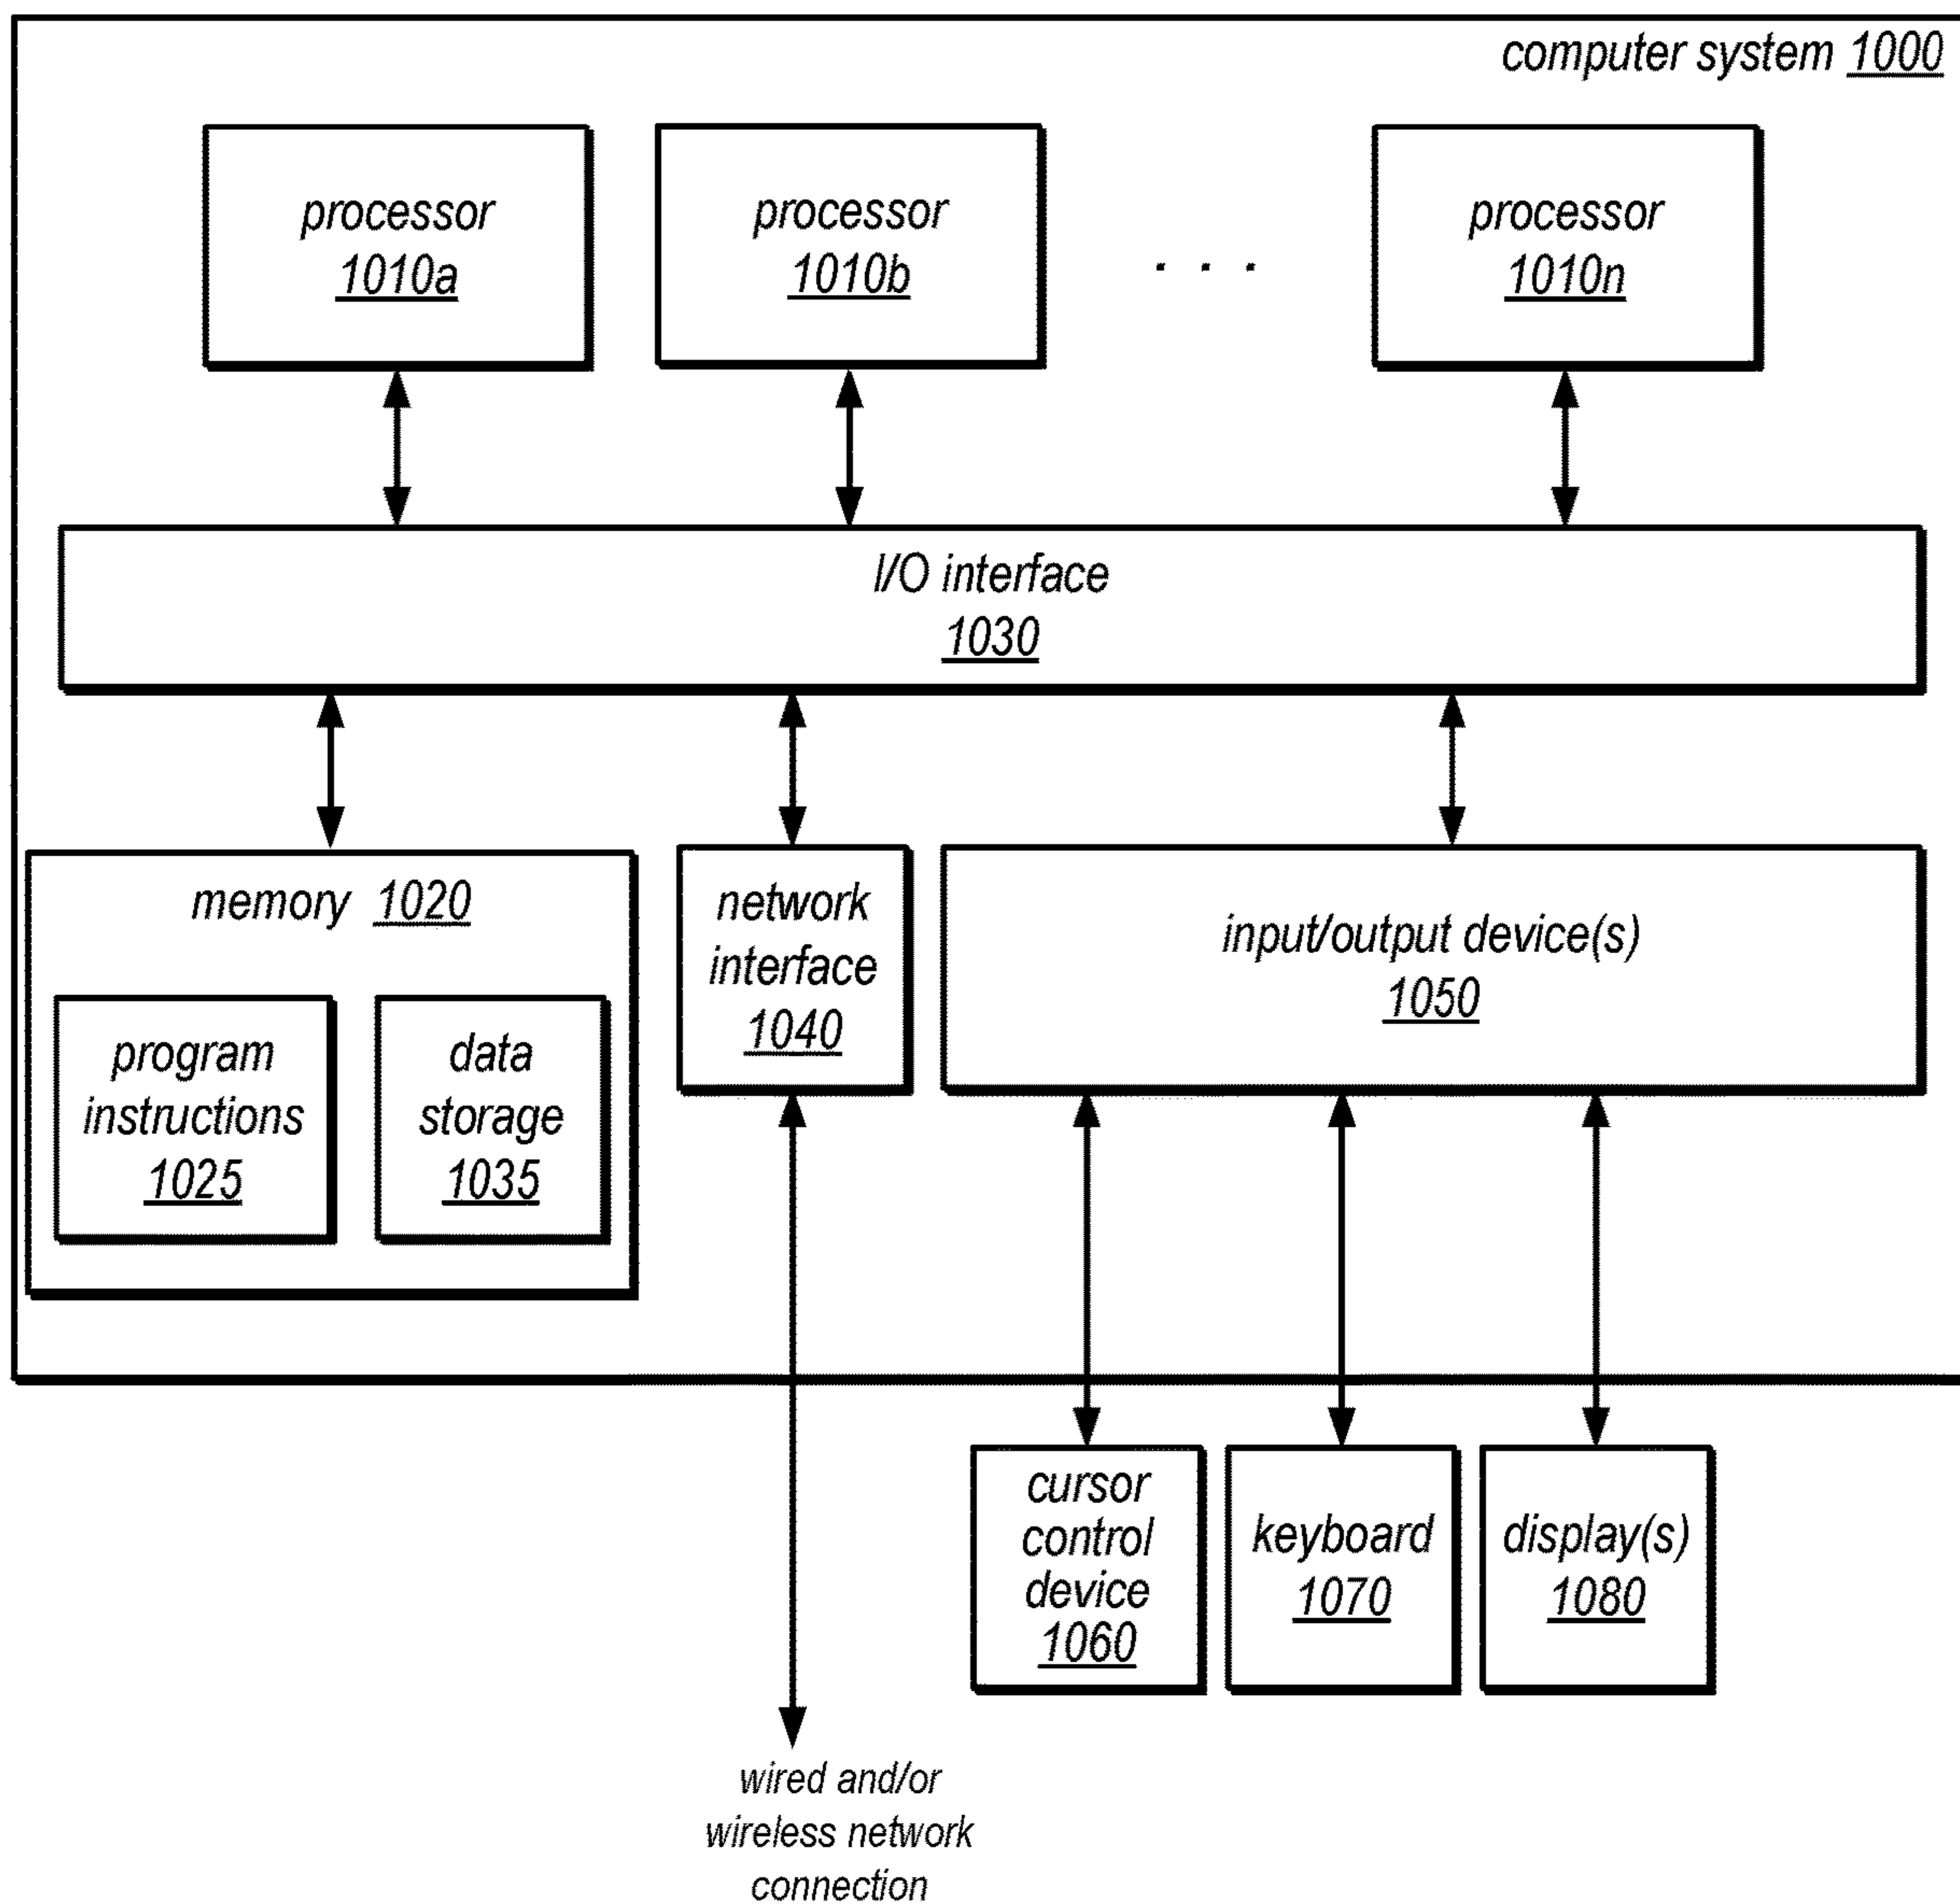 computer system 1000
processor
1010a
processor
1010b
. . .
processor
1010n
I/O interface
1030
memory 1020
program
instructions
1025
data
storage
1035
network
interface
1040
input/output device(s)
1050
cursor
control
device
1060
keyboard
1070
display(s)
1080
wired and/or
wireless network
connection